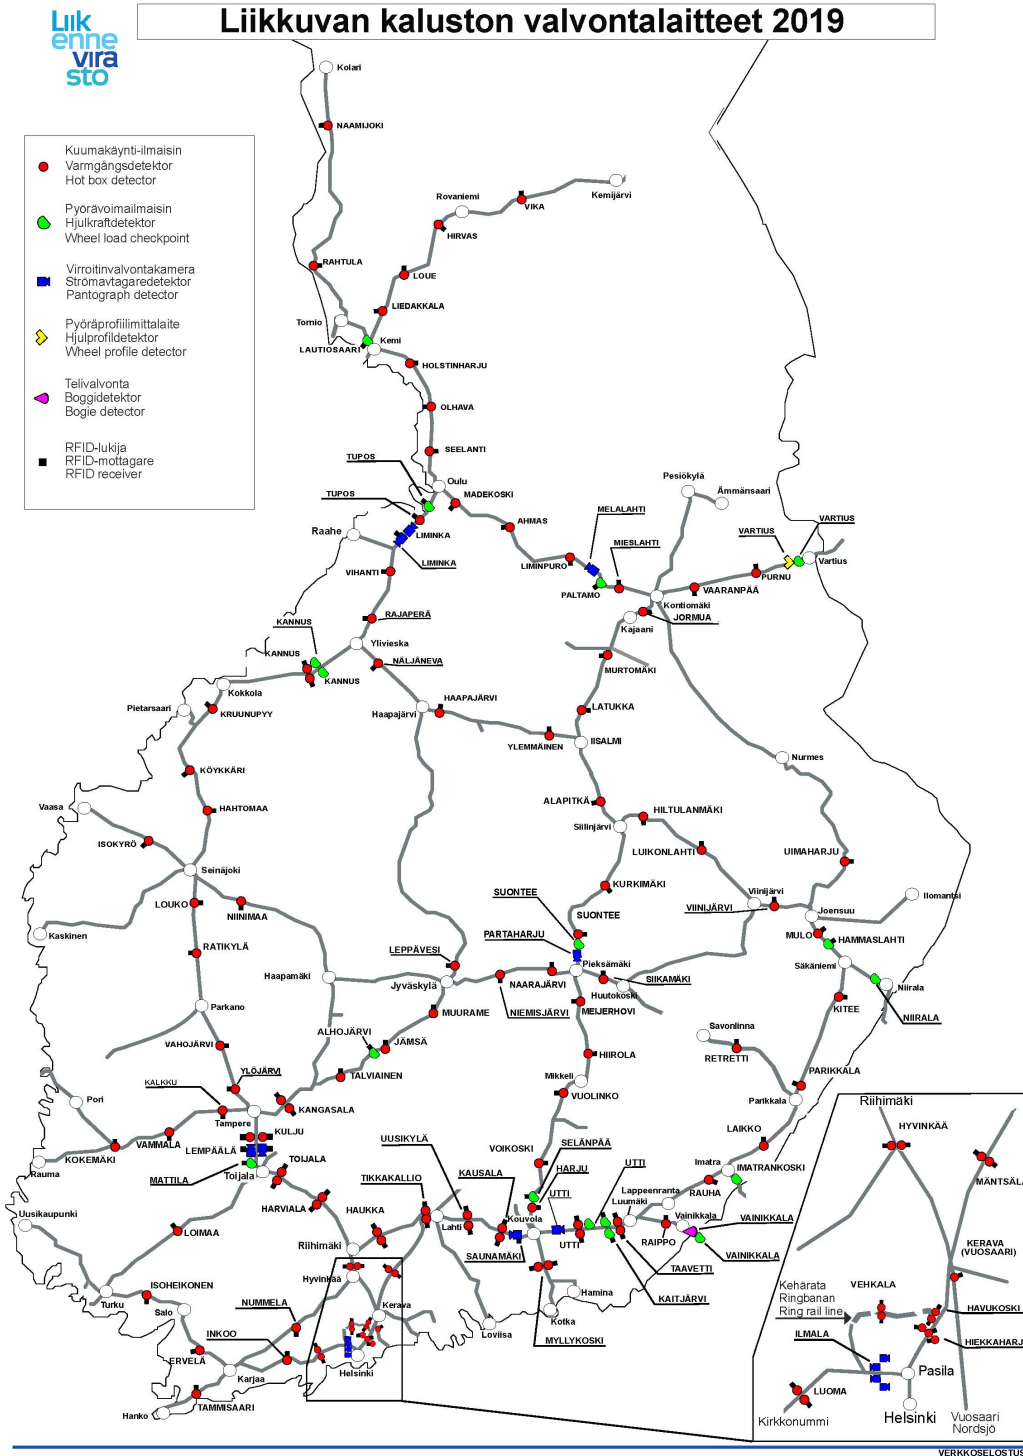 Liikkuvan kaluston valvontalaitteet 2019
Liik
enne
vira
sto
Kuumakäynti-ilmaisin
Varmgångsdetektor
Hot box detector
Pyörävoimailmaisin
Hjulkraftdetektor
Wheel load checkpoint
Virroitinvalvontakamera
Strömavtagaredetektor
Pantograph detector
Pyöräprofiilimittalaite
Hjulprofildetektor
Wheel profile detector
Telivalvonta
Boggidetektor
Bogie detector
RFID-lukija
RFID-mottagare
RFID receiver
Kolari
NAAMIJOKI
Rovaniemi
Kemijärvi
VIKA
HIRVAS
RAHTULA
LOUE
LIEDAKKALA
Tornio
LAUTIOSAARI
Kemi
HOLSTINHARJU
OLHAVA
SEELANTI
TUPOS
Oulu
TUPOS
MADEKOSKI
Pesiökylä
Ämmänsaari
MELALAHTI
AHMAS
VARTIUS
VARTIUS
Raahe
LIMINKA
MIESLAHTI
LIMINKA
LIMINPURO
Vartius
VIHANTI
PURNU
PALTAMO
VAARANPÄÄ
Kontiomäki
RAJAPERÄ
JORMUA
KANNUS
Kajaani
Ylivieska
KANNUS
NÄLJÄNEVA
MURTOMÄKI
KANNUS
Kokkola
HAAPAJÄRVI
Pietarsaari
KRUUNUPYY
Haapajärvi
LATUKKA
YLEMMÄINEN
IISALMI
Nurmes
KÖYKKÄRI
Vaasa
HAHTOMAA
ALAPITKÄ
HILTULANMÄKI
Siilinjärvi
ISOKYRÖ
LUIKONLAHTI
UIMAHARJU
Seinäjoki
KURKIMÄKI
SUONTEE
Viinijärvi
Ilomantsi
LOUKO
NIINIMAA
VIINIJÄRVI
Joensuu
SUONTEE
Kaskinen
PARTAHARJU
MULO
HAMMASLAHTI
RATIKYLÄ
LEPPÄVESI
Pieksämäki
Säkäniemi
Haapamäki
Jyväskylä
NAARAJÄRVI
SIIKAMÄKI
Huutokoski
Niirala
Parkano
NIEMISJÄRVI
MEIJERHOVI
KITEE
MUURAME
NIIRALA
ALHOJÄRVI
Savonlinna
VAHOJÄRVI
JÄMSÄ
HIIROLA
RETRETTI
YLÖJÄRVI
TALVIAINEN
Mikkeli
PARIKKALA
KALKKU
VUOLINKO
Parikkala
Riihimäki
Pori
KANGASALA
Tampere
KULJU
LAIKKO
HYVINKÄÄ
VAMMALA
LEMPÄÄLÄ
UUSIKYLÄ
SELÄNPÄÄ
KOKEMÄKI
VOIKOSKI
UTTI
TOIJALA
Imatra
IMATRANKOSKI
Rauma
MATTILA
Toijala
TIKKAKALLIO
KAUSALA
HARJU
MÄNTSÄL
RAUHA
UTTI
Lappeenranta
HARVIALA
HAUKKA
Luumäki
Uusikaupunki
Kouvola
Vainikkala
VAINIKKALA
LOIMAA
Lahti
RAIPPO
KERAVA
(VUOSAARI)
Riihimäki
SAUNAMÄKI
UTTI
VAINIKKALA
TAAVETTI
Hyvinkää
Kehärata
Ringbanan
Ring rail line
VEHKALA
ISOHEIKONEN
Turku
Hamina
KAITJÄRVI
NUMMELA
Salo
Kerava
Kotka
HAVUKOSKI
Loviisa
INKOO
ILMALA
MYLLYKOSKI
HIEKKAHARJ
ERVELÄ
Karjaa
Helsinki
Pasila
LUOMA
TAMMISAARI
Hanko
Kirkkonummi
Helsinki
Vuosaari
Nordsjö
VERKKOSELOSTUS